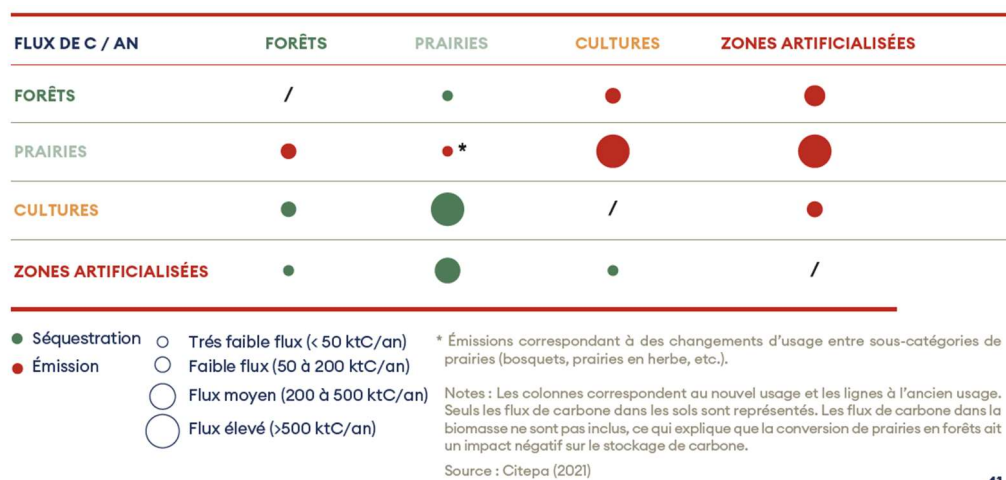 FLUX DE C / AN FORÊTS PRAIRIES CULTURES ZONES ARTIFICIALISÉES
FORÊTS /
PRAIRIES *
CULTURES /
ZONES ARTIFICIALISÉES /
Séquestration
Émission
Trés faible flux (< 50 ktC/an)
Faible flux (50 à 200 ktC/an)
Flux moyen (200 à 500 ktC/an)
Flux élevé (>500 ktC/an)
* Émissions correspondant à des changements d'usage entre sous-catégories de
prairies (bosquets, prairies en herbe, etc.).
Notes : Les colonnes correspondent au nouvel usage et les lignes à l'ancien usage.
Seuls les flux de carbone dans les sols sont représentés. Les flux de carbone dans la
biomasse ne sont pas inclus, ce qui explique que la conversion de prairies en forêts ait
un impact négatif sur le stockage de carbone.
Source : Citepa (2021)